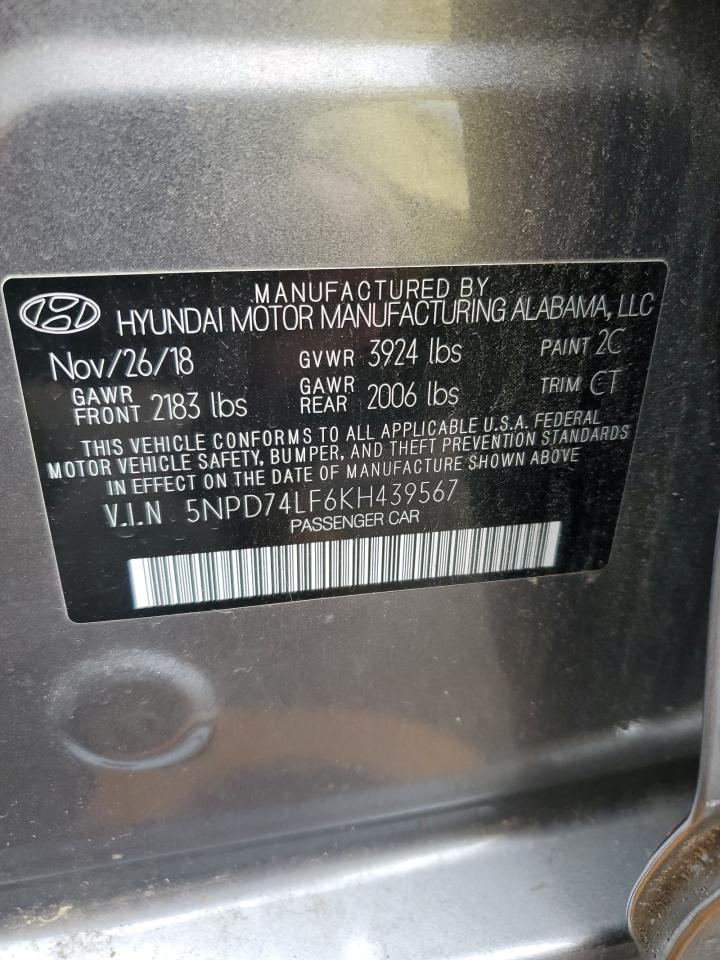 MANUFACTURED BY
HYUNDAI MOTOR MANUFACTURING ALABAMA, LLC
Nov/26/18 GVWR 3924 lbs PAINT 2C
GAWR FRONT 2183 lbs GAWR REAR 2006 lbs TRIM CT
THIS VEHICLE CONFORMS TO ALL APPLICABLE U.S.A. FEDERAL
MOTOR VEHICLE SAFETY, BUMPER, AND THEFT PREVENTION STANDARDS
IN EFFECT ON THE DATE OF MANUFACTURE SHOWN ABOVE
V.I.N 5NPD74LF6KH439567
PASSENGER CAR